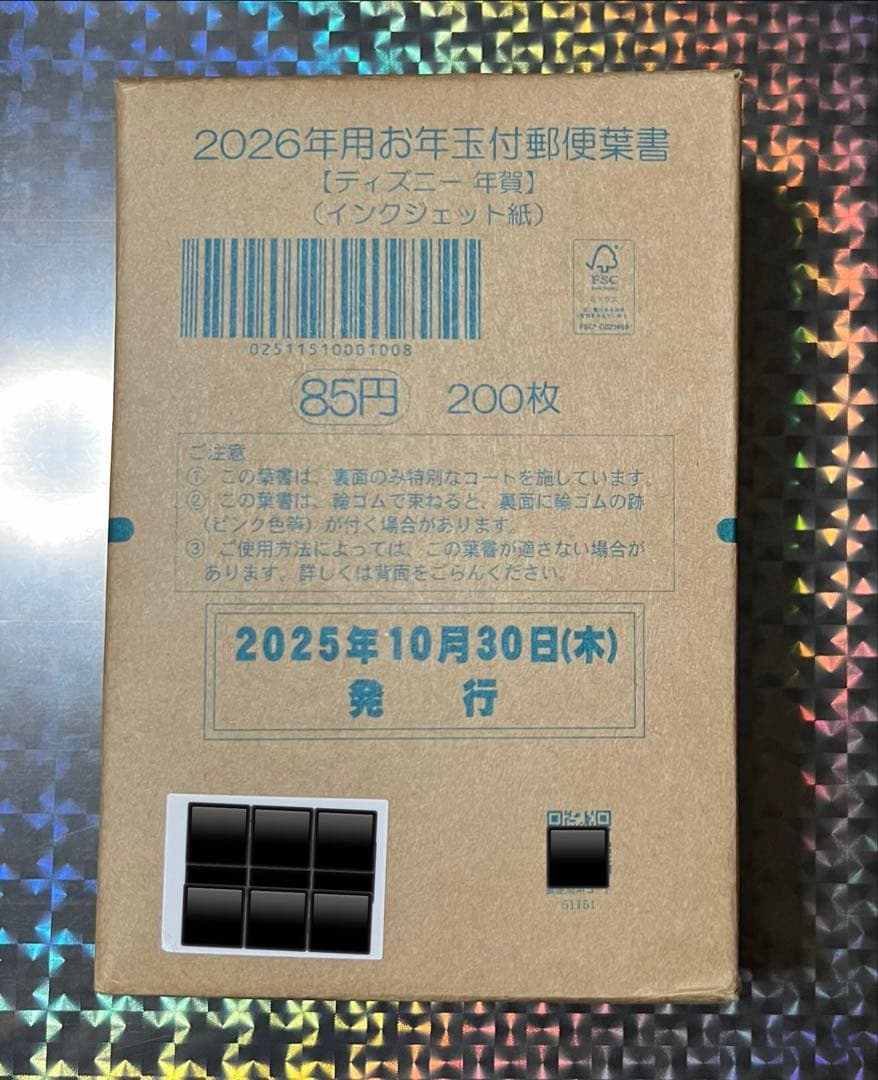 2026年用お年玉付郵便葉書
【ディズニー 年賀】
（インクジェット紙）
02511510001008
FSC
ミックス
85円 200枚
ご注意
① この葉書は、裏面のみ特別なコートを施しています。
② この葉書は、輪ゴムで束ねると、裏面に輪ゴムの跡
（ピンク色等）が付く場合があります。
③ ご使用方法によっては、この葉書が適さない場合が
あります。詳しくは背面をごらんください。
2025年10月30日(木)
発 行
51151